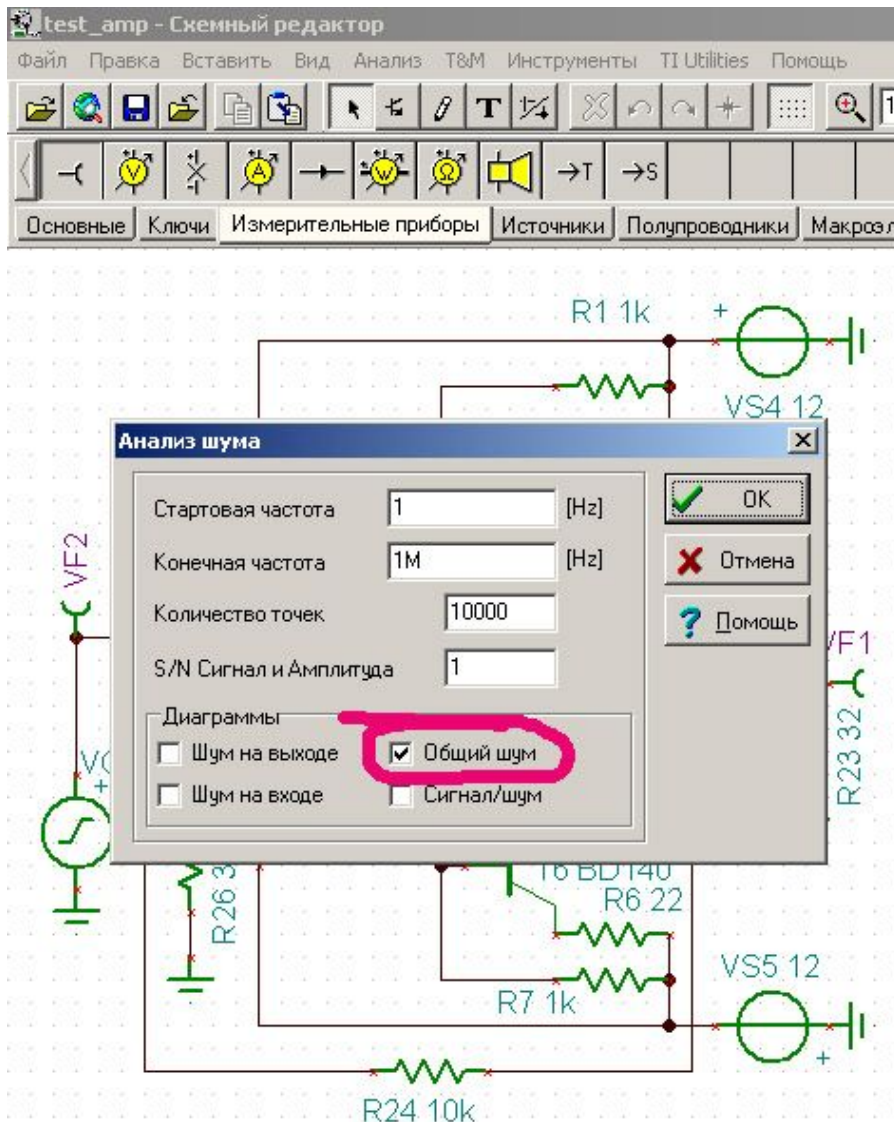 test_amp - Схемный редактор
Файл Правка Вставить Вид Анализ T&M Инструменты TI Utilities Помощь
T
V A W Ω →T →S
Основные Ключи Измерительные приборы Источники Полупроводники
R1 1k
+
VS4 12
Анализ шума
Стартовая частота 1 [Hz]
OK
Конечная частота 1M [Hz]
Отмена
Количество точек 10000
Помощь
S/N Сигнал и Амплитуда 1
Диаграммы
Шум на выходе Общий шум
Шум на входе Сигнал/шум
VF2
VF1
R23 32
+
T6 BD140
R26
R6 22
VS5 12
R7 1k
+
R24 10k